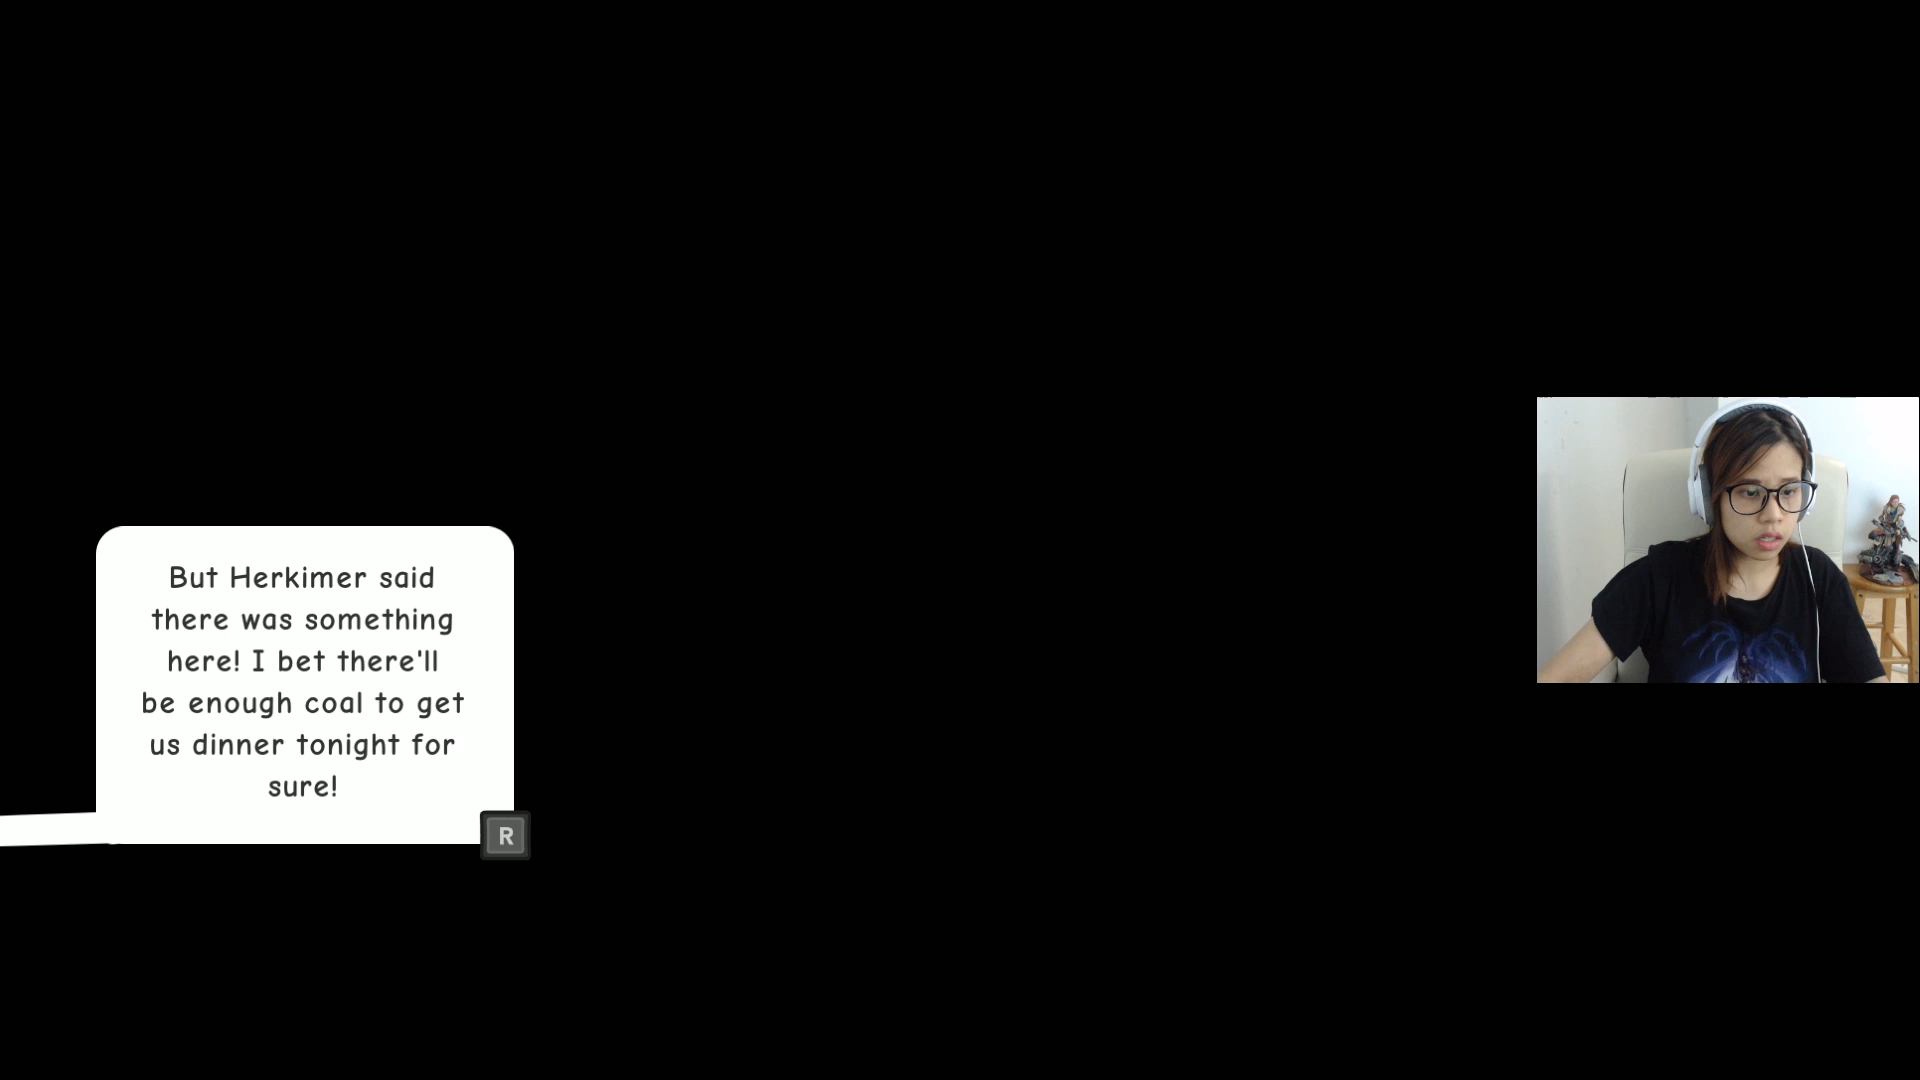 But Herkimer said
there was something
here! I bet there'll
be enough coal to get
us dinner tonight for
sure!
R